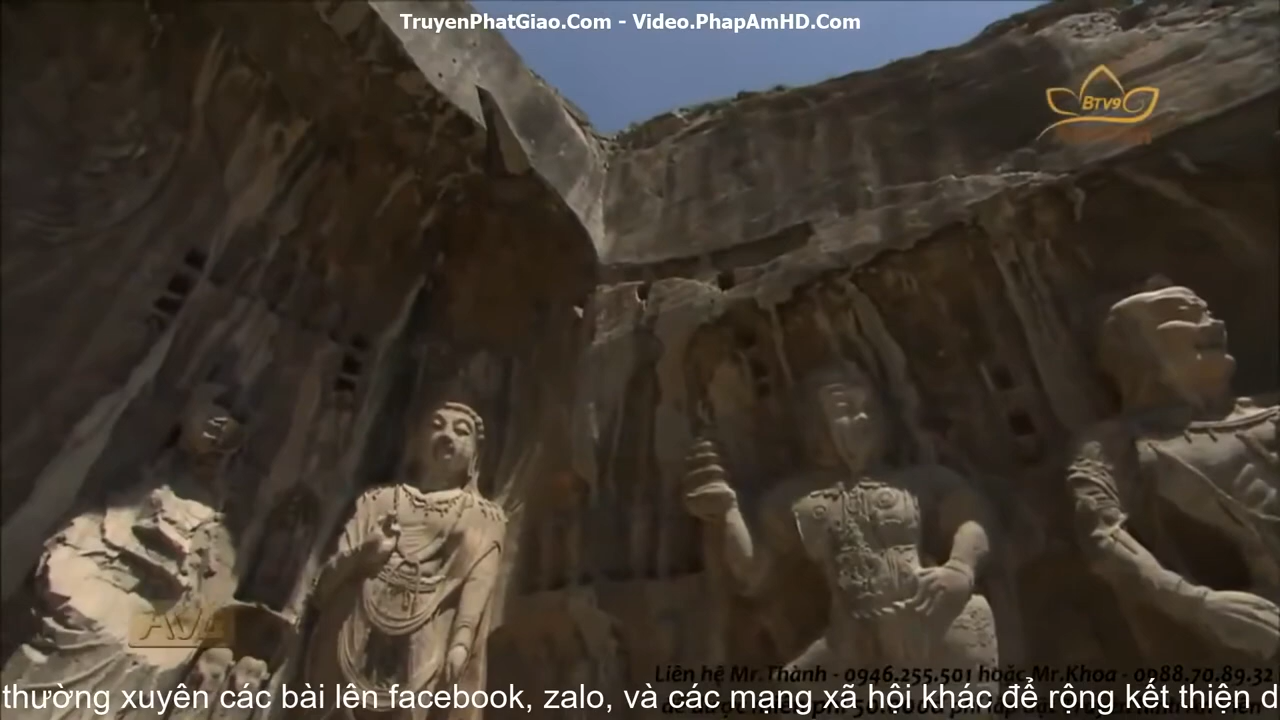 TruyenPhatGiao.Com - Video.PhapAmHD.Com
BTV9
AVG
Liên hệ Mr.Thành - 0946.255.501 hoặc Mr.Khoa - 0988.70.89.32
thường xuyên các bài lên facebook, zalo, và các mạng xã hội khác để rộng kết thiện d